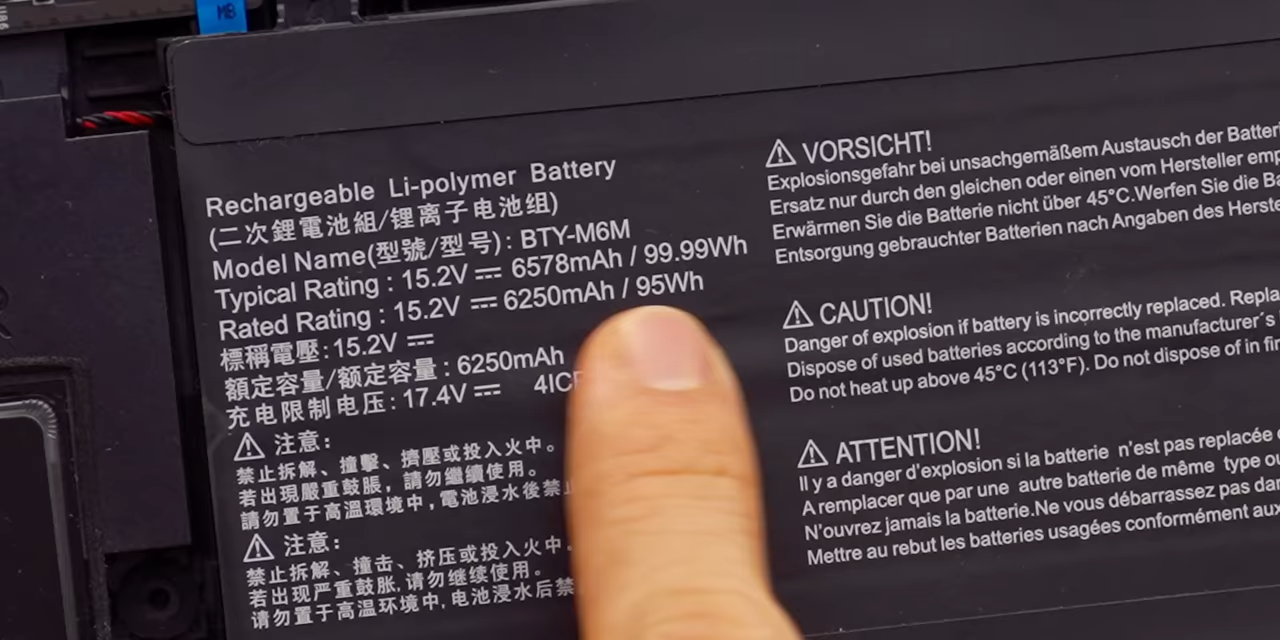 MB
Rechargeable Li-polymer Battery
(二次鋰電池組/锂离子电池组)
Model Name(型號/型号): BTY-M6M
Typical Rating : 15.2V ⎓ 6578mAh / 99.99Wh
Rated Rating : 15.2V ⎓ 6250mAh / 95Wh
標稱電壓:15.2V ⎓
額定容量/额定容量 : 6250mAh
充电限制电压: 17.4V ⎓ 4IC
⚠ 注意:
禁止拆解、撞擊、擠壓或投入火中。
若出現嚴重鼓脹, 請勿繼續使用。
請勿置于高溫環境中, 電池浸水後禁止
⚠ 注意:
禁止拆解、撞击、挤压或投入火中。
若出现严重鼓胀, 请勿继续使用。
请勿置于高温环境中, 电池浸水后禁
⚠ VORSICHT!
Explosionsgefahr bei unsachgemäßem Austausch der Batteri
Ersatz nur durch den gleichen oder einen vom Hersteller emp
Erwärmen Sie die Batterie nicht über 45°C.Werfen Sie die Ba
Entsorgung gebrauchter Batterien nach Angaben des Herste
⚠ CAUTION!
Danger of explosion if battery is incorrectly replaced. Repla
Dispose of used batteries according to the manufacturer´s
Do not heat up above 45°C (113°F). Do not dispose of in fir
⚠ ATTENTION!
Il y a danger d'explosion si la batterie n'est pas replacée
A remplacer que par une autre batterie de même type ou
N'ouvrez jamais la batterie.Ne vous débarrassez pas dan
Mettre au rebut les batteries usagées conformément aux